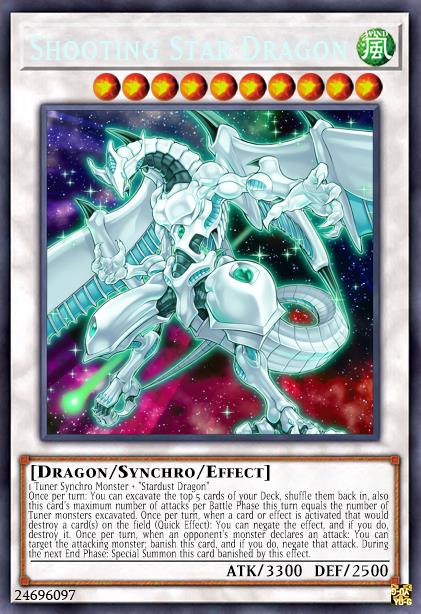 Shooting Star Dragon
WIND
風
[Dragon/Synchro/Effect]
1 Tuner Synchro Monster + "Stardust Dragon"
Once per turn: You can excavate the top 5 cards of your Deck, shuffle them back in, also
this card's maximum number of attacks per Battle Phase this turn equals the number of
Tuner monsters excavated. Once per turn, when a card or effect is activated that would
destroy a card(s) on the field (Quick Effect): You can negate the effect, and if you do,
destroy it. Once per turn, when an opponent's monster declares an attack: You can
target the attacking monster; banish this card, and if you do, negate that attack. During
the next End Phase: Special Summon this card banished by this effect.
ATK/3300 DEF/2500
24696097